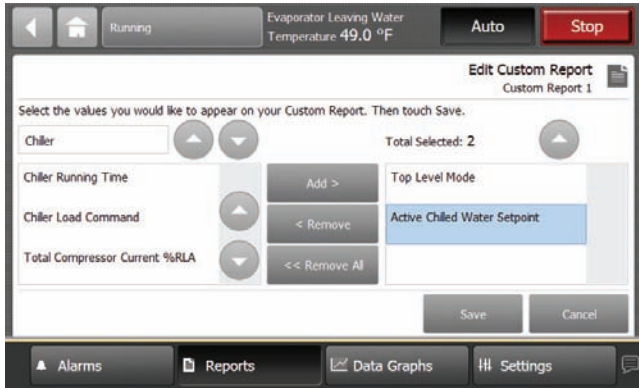 Running
Evaporator Leaving Water
Temperature 49.0 °F
Auto
Stop
Edit Custom Report
Custom Report 1
Select the values you would like to appear on your Custom Report. Then touch Save.
Chiller
Total Selected: 2
Chiller Running Time
Chiller Load Command
Total Compressor Current %RLA
Add >
< Remove
<< Remove All
Top Level Mode
Active Chilled Water Setpoint
Save
Cancel
Alarms
Reports
Data Graphs
Settings